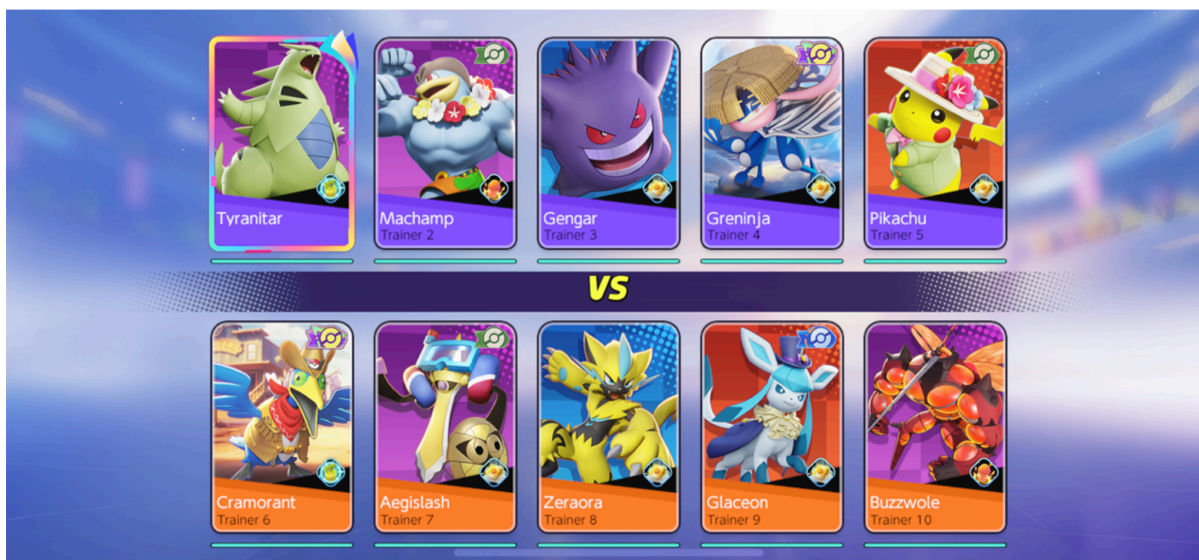 Tyranitar
Machamp
Trainer 2
Gengar
Trainer 3
Greninja
Trainer 4
Pikachu
Trainer 5
VS
Cramorant
Trainer 6
Aegislash
Trainer 7
Zeraora
Trainer 8
Glaceon
Trainer 9
Buzzwole
Trainer 10